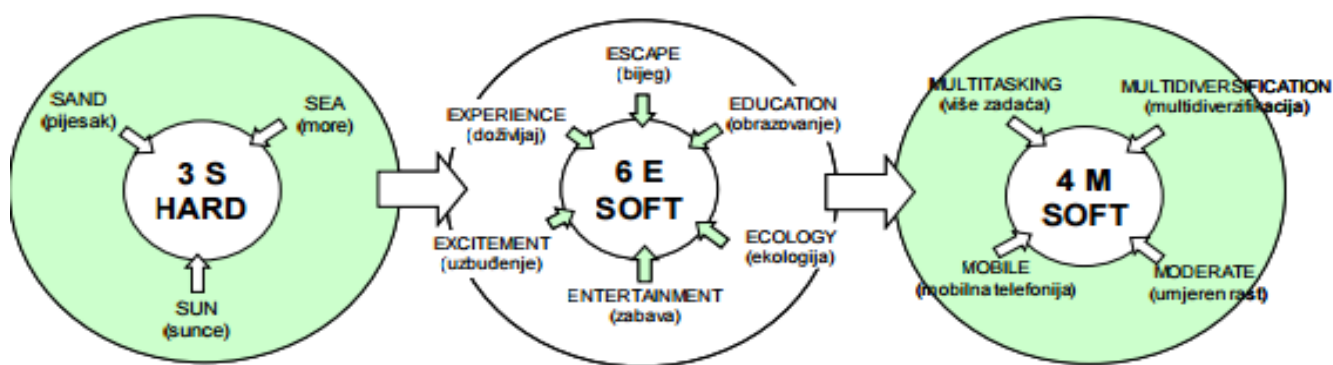 SAND
(pijesak)
SEA
(more)
3 S
HARD
SUN
(sunce)
ESCAPE
(bijeg)
EXPERIENCE
(doživljaj)
EDUCATION
(obrazovanje)
6 E
SOFT
EXCITEMENT
(uzbuđenje)
ECOLOGY
(ekologija)
ENTERTAINMENT
(zabava)
MULTITASKING
(više zadaća)
MULTIDIVERSIFICATION
(multidiverzifikacija)
4 M
SOFT
MOBILE
(mobilna telefonija)
MODERATE
(umjeren rast)